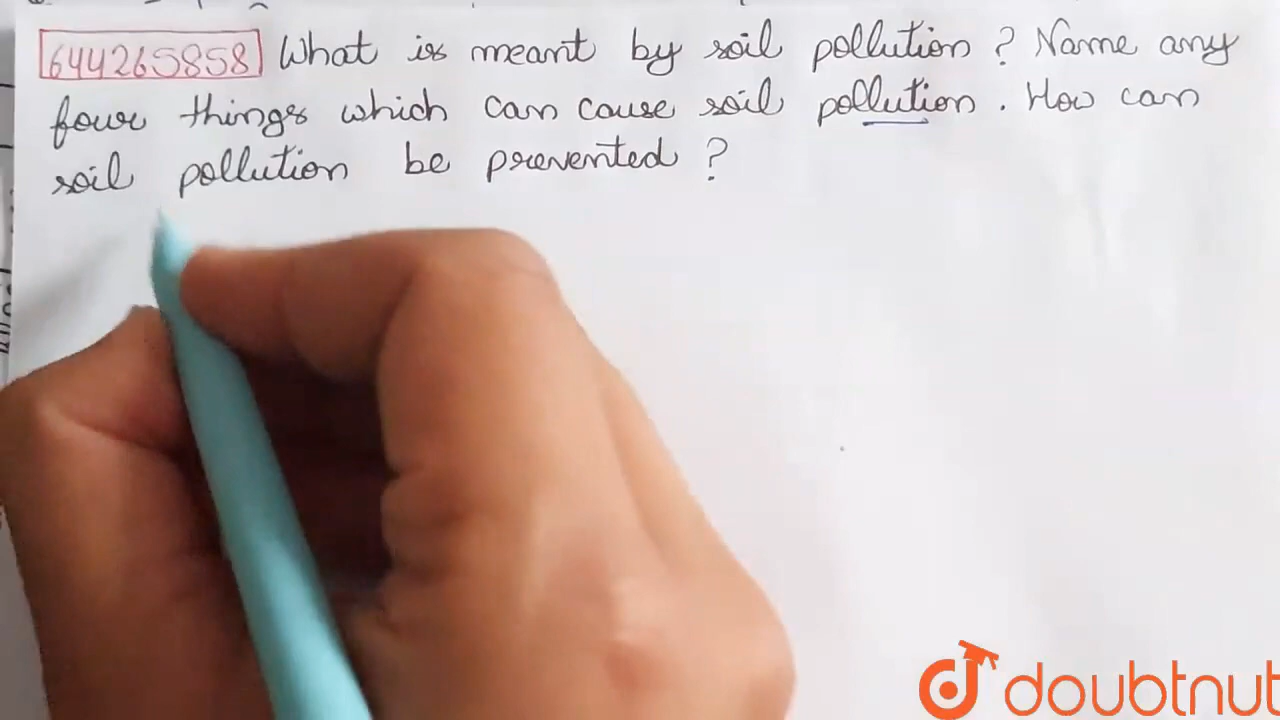 644265858 What is meant by soil pollution ? Name any
four things which can cause soil pollution . How can
soil pollution be prevented ?
doubtnut